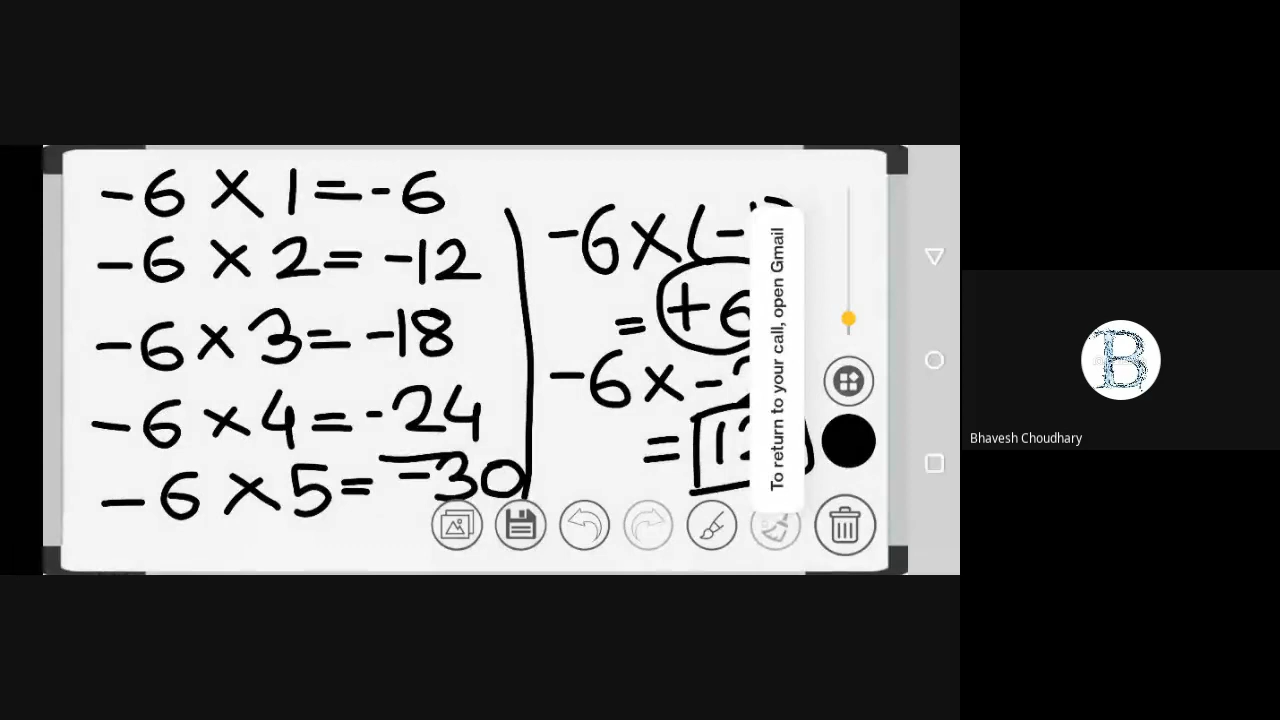 -6 × 1 = -6
-6 × 2 = -12
-6 × 3 = -18
-6 × 4 = -24
-6 × 5 = -30
-6 × (-
= +6
-6 × -
=
To return to your call, open Gmail
B
Bhavesh Choudhary